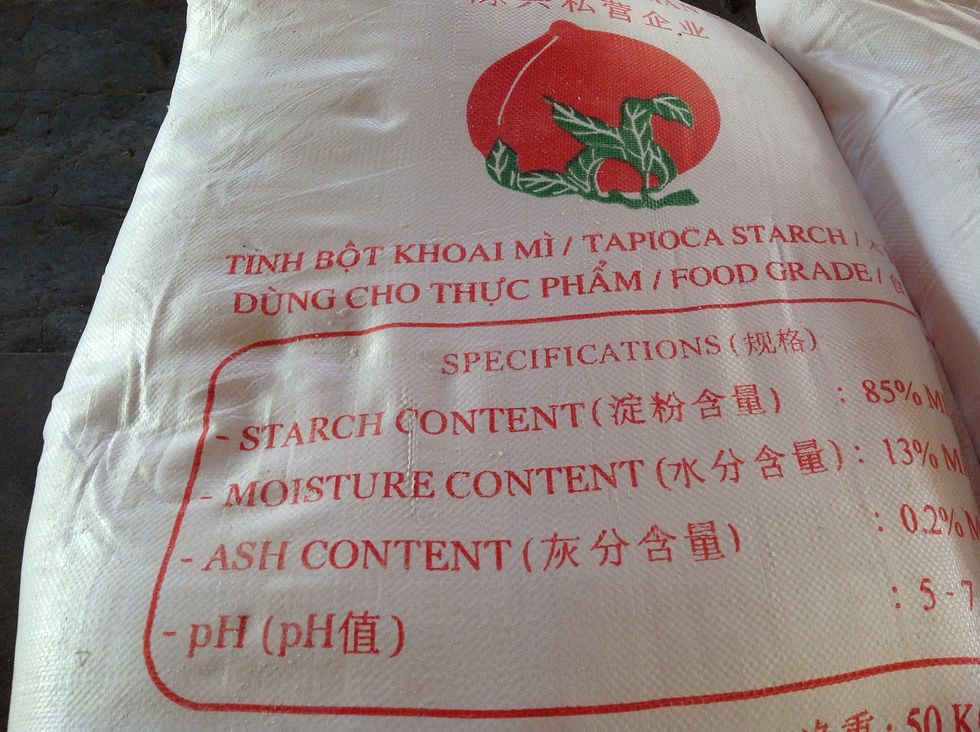 私营企业
TINH BỘT KHOAI MÌ / TAPIOCA STARCH /
DÙNG CHO THỰC PHẨM / FOOD GRADE /
SPECIFICATIONS (规格)
- STARCH CONTENT (淀粉含量) : 85%
- MOISTURE CONTENT (水分含量) : 13%
- ASH CONTENT (灰分含量) : 0.2%
- pH (pH值) : 5 - 7
重 : 50